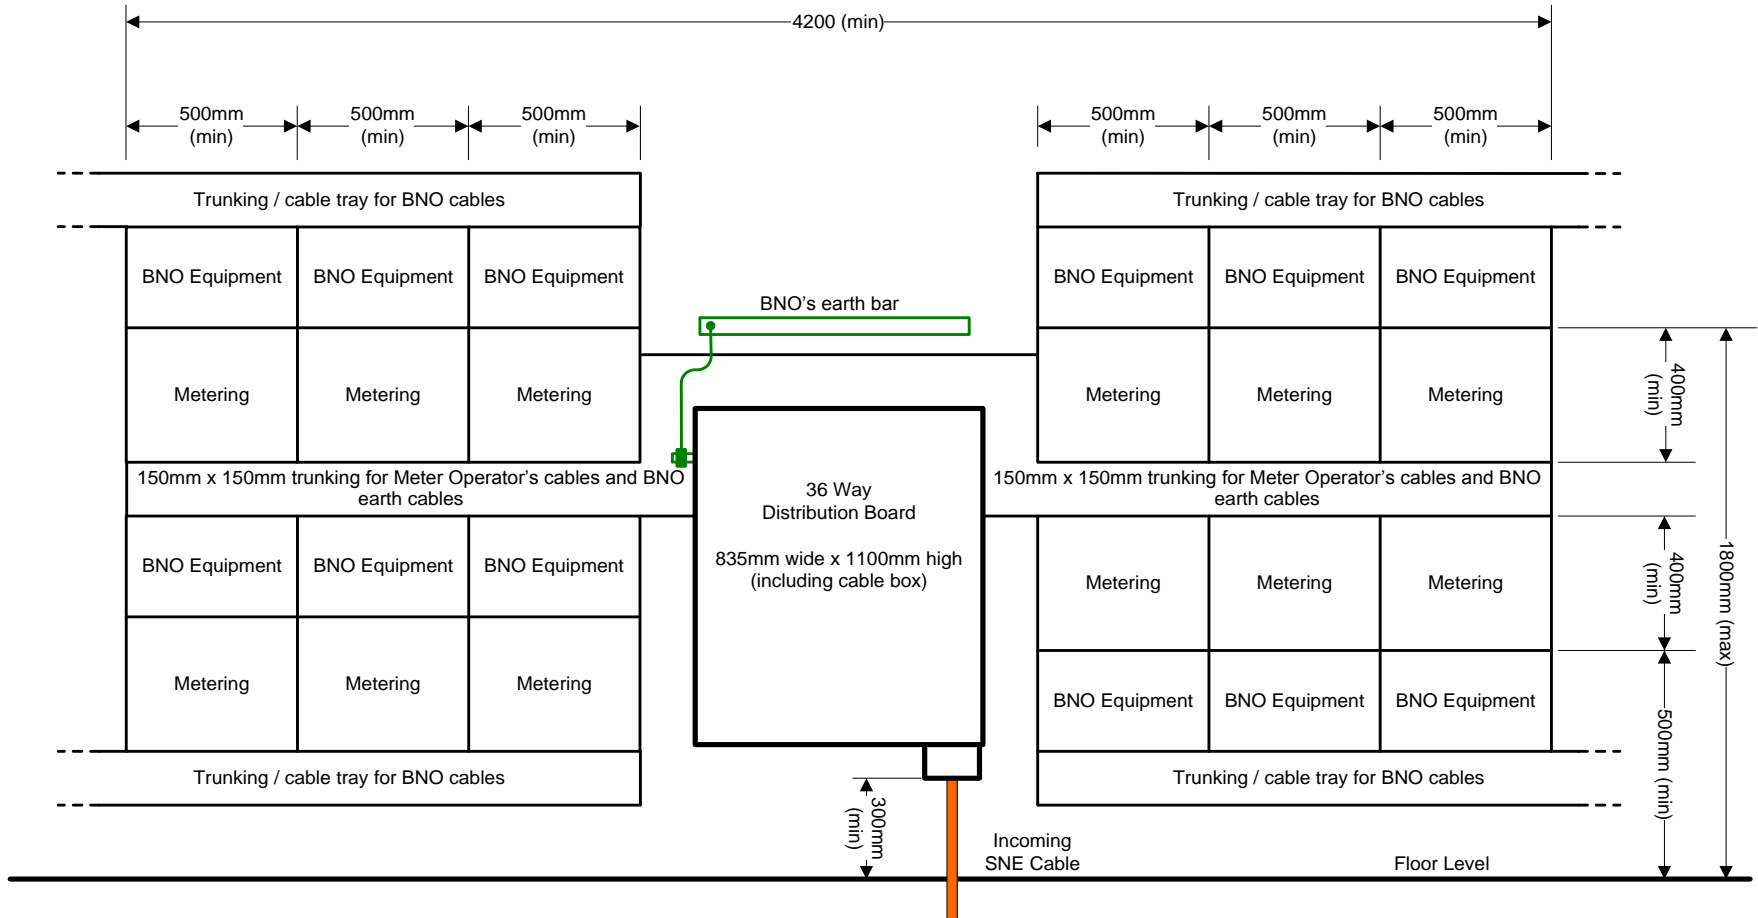 4200 (min)
500mm
(min)
500mm
(min)
500mm
(min)
500mm
(min)
500mm
(min)
500mm
(min)
Trunking / cable tray for BNO cables
Trunking / cable tray for BNO cables
BNO Equipment
BNO Equipment
BNO Equipment
BNO's earth bar
BNO Equipment
BNO Equipment
BNO Equipment
Metering
Metering
Metering
Metering
Metering
Metering
400mm
(min)
150mm x 150mm trunking for Meter Operator's cables and BNO
earth cables
36 Way
Distribution Board
835mm wide x 1100mm high
(including cable box)
150mm x 150mm trunking for Meter Operator's cables and BNO
earth cables
BNO Equipment
BNO Equipment
BNO Equipment
Metering
Metering
Metering
400mm
(min)
1800mm (max)
Metering
Metering
Metering
BNO Equipment
BNO Equipment
BNO Equipment
500mm (min)
Trunking / cable tray for BNO cables
Trunking / cable tray for BNO cables
300mm
(min)
Incoming
SNE Cable
Floor Level